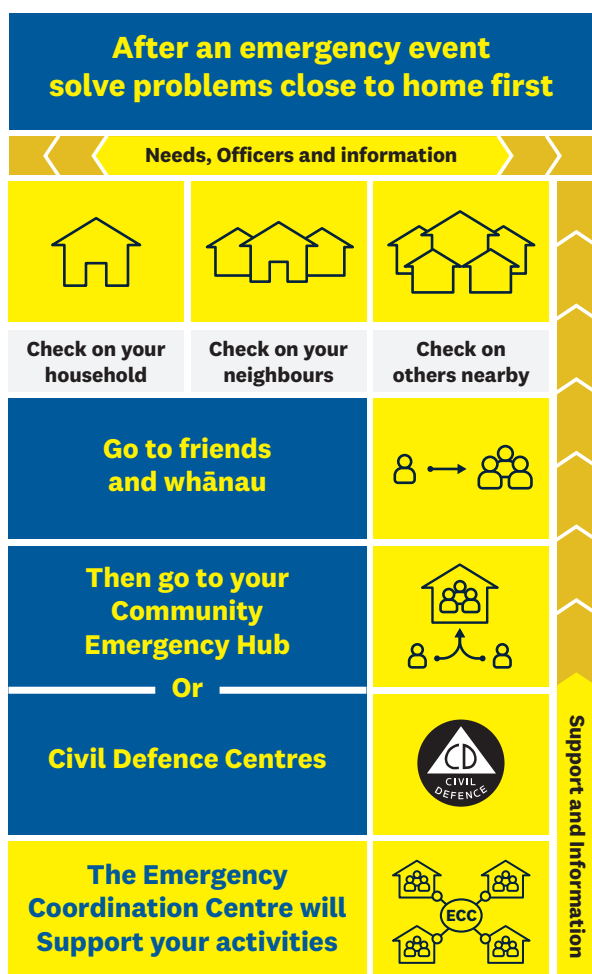 After an emergency event
solve problems close to home first
Needs, Officers and information
Check on your
household
Check on your
neighbours
Check on
others nearby
Go to friends
and whānau
Then go to your
Community
Emergency Hub
Or
Civil Defence Centres
CD
CIVIL
DEFENCE
The Emergency
Coordination Centre will
Support your activities
ECC
Support and Information